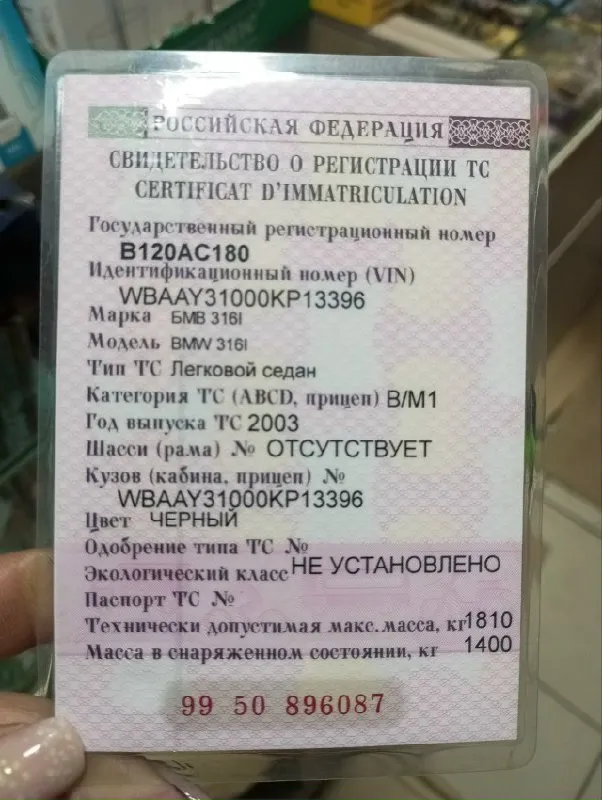 РОССИЙСКАЯ ФЕДЕРАЦИЯ
СВИДЕТЕЛЬСТВО О РЕГИСТРАЦИИ ТС
CERTIFICAT D'IMMATRICULATION
Государственный регистрационный номер
В120АС180
Идентификационный номер (VIN)
WBAAY31000KP13396
Марка БМВ 316I
Модель BMW 316I
Тип ТС Легковой седан
Категория ТС (ABCD, прицеп) B/M1
Год выпуска ТС 2003
Шасси (рама) № ОТСУТСТВУЕТ
Кузов (кабина, прицеп) №
WBAAY31000KP13396
Цвет ЧЕРНЫЙ
Одобрение типа ТС №
Экологический класс НЕ УСТАНОВЛЕНО
Паспорт ТС №
Технически допустимая макс. масса, кг 1810
Масса в снаряженном состоянии, кг 1400
99 50 896087